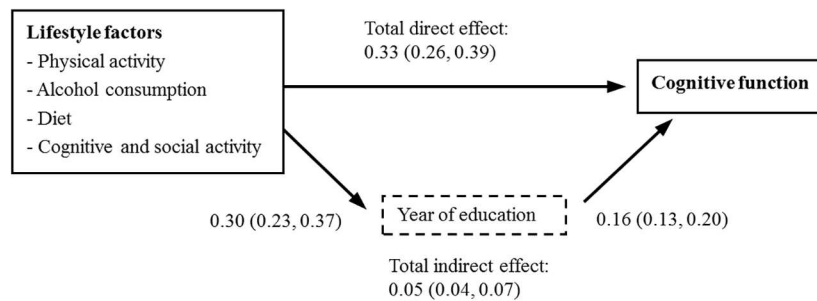 Lifestyle factors
- Physical activity
- Alcohol consumption
- Diet
- Cognitive and social activity
Total direct effect:
0.33 (0.26, 0.39)
Cognitive function
0.30 (0.23, 0.37)
Year of education
0.16 (0.13, 0.20)
Total indirect effect:
0.05 (0.04, 0.07)